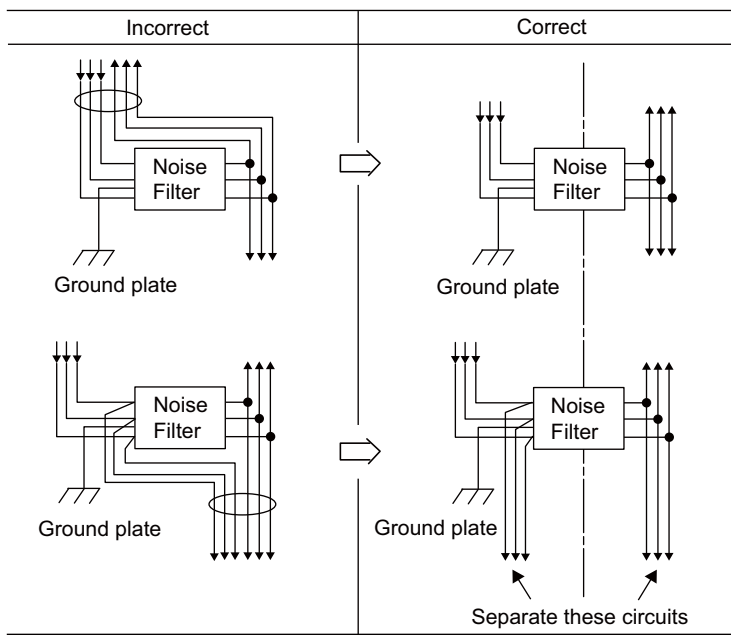 Incorrect
Correct
Noise
Filter
Ground plate
Noise
Filter
Ground plate
Noise
Filter
Ground plate
Noise
Filter
Ground plate
Separate these circuits